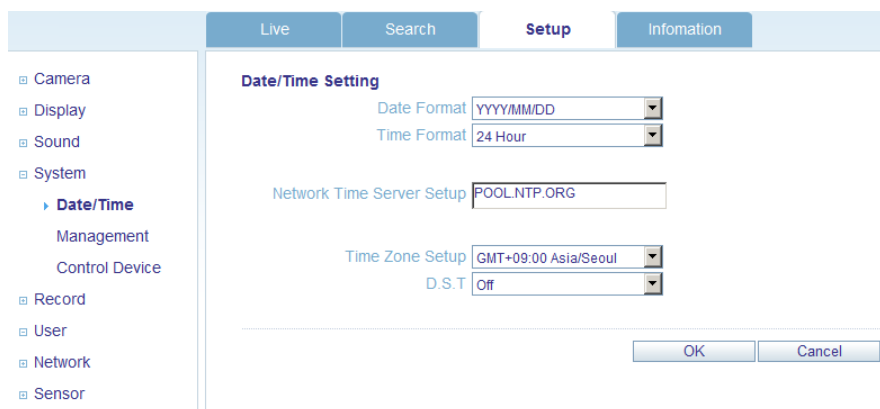 Live Search Setup Infomation
Camera
Display
Sound
System
Date/Time
Management
Control Device
Record
User
Network
Sensor
Date/Time Setting
Date Format YYYY/MM/DD
Time Format 24 Hour
Network Time Server Setup POOL.NTP.ORG
Time Zone Setup GMT+09:00 Asia/Seoul
D.S.T Off
OK Cancel